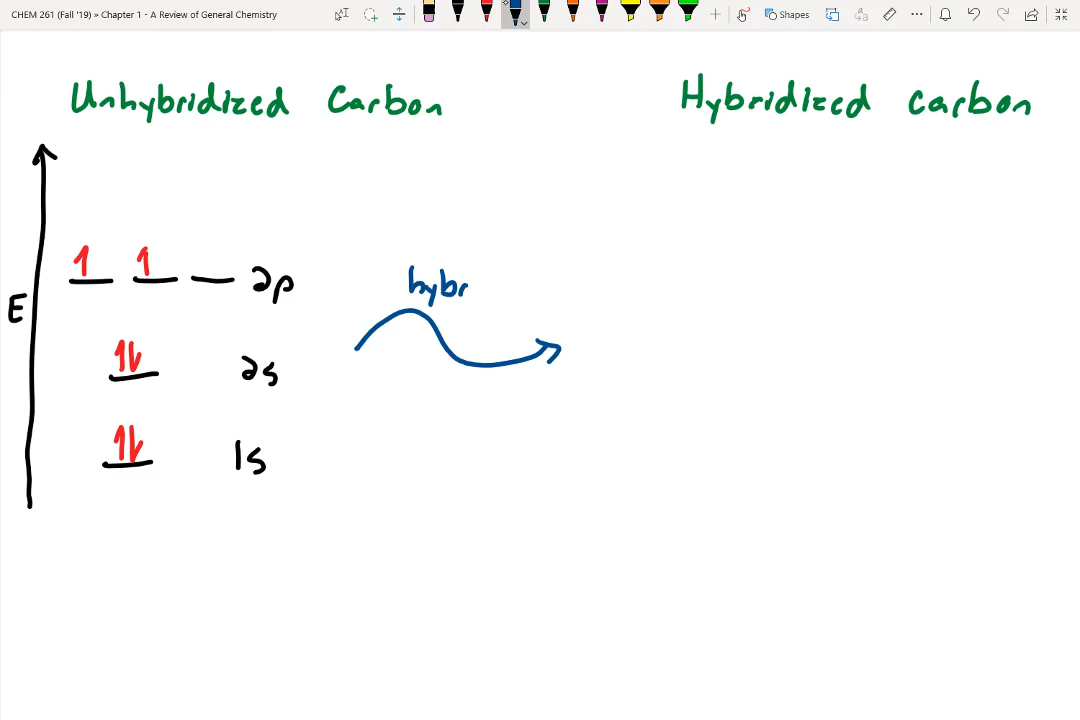 CHEM 261 (Fall '19) > Chapter 1 - A Review of General Chemistry
Shapes
Unhybridized Carbon
Hybridized carbon
E
2p
hybr
2s
1s